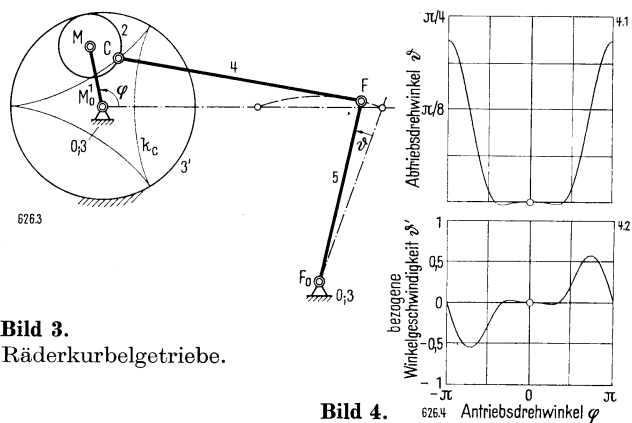 M
2
C
4
F
M₀
1
φ
0,3
k_C
3'
5
ϑ
F₀
0,3
626.3
Bild 3.
Räderkurbelgetriebe.
π/4
4.1
π/8
0
Abtriebsdrehwinkel ϑ
1
4.2
0,5
0
-0,5
-1
bezogene
Winkelgeschwindigkeit ϑ'
-π
0
π
626.4
Antriebsdrehwinkel φ
Bild 4.